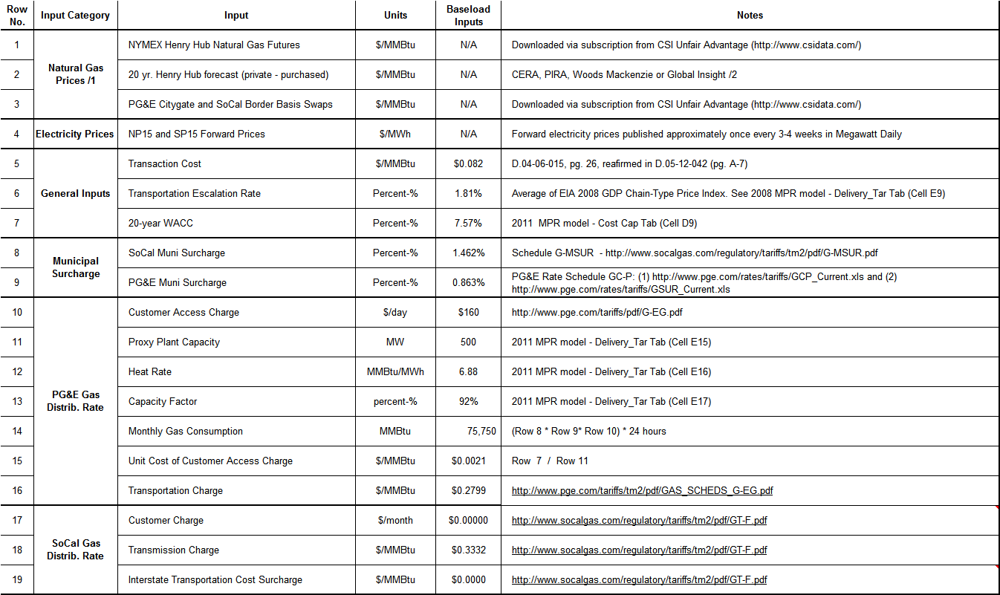 Row No. Input Category Input Units Baseload Inputs Notes
1 Natural Gas Prices /1 NYMEX Henry Hub Natural Gas Futures $/MMBtu N/A Downloaded via subscription from CSI Unfair Advantage (http://www.csidata.com/)
2 20 yr. Henry Hub forecast (private - purchased) $/MMBtu N/A CERA, PIRA, Woods Mackenzie or Global Insight /2
3 PG&E Citygate and SoCal Border Basis Swaps $/MMBtu N/A Downloaded via subscription from CSI Unfair Advantage (http://www.csidata.com/)
4 Electricity Prices NP15 and SP15 Forward Prices $/MWh N/A Forward electricity prices published approximately once every 3-4 weeks in Megawatt Daily
5 General Inputs Transaction Cost $/MMBtu $0.082 D.04-06-015, pg. 26, reafirmed in D.05-12-042 (pg. A-7)
6 Transportation Escalation Rate Percent-% 1.81% Average of EIA 2008 GDP Chain-Type Price Index. See 2008 MPR model - Delivery_Tar Tab (Cell E9)
7 20-year WACC Percent-% 7.57% 2011 MPR model - Cost Cap Tab (Cell D9)
8 Municipal Surcharge SoCal Muni Surcharge Percent-% 1.462% Schedule G-MSUR - http://www.socalgas.com/regulatory/tariffs/tm2/pdf/G-MSUR.pdf
9 PG&E Muni Surcharge Percent-% 0.863% PG&E Rate Schedule GC-P: (1) http://www.pge.com/rates/tariffs/GCP_Current.xls and (2)
http://www.pge.com/rates/tariffs/GSUR_Current.xls
10 PG&E Gas Distrib. Rate Customer Access Charge $/day $160 http://www.pge.com/tariffs/pdf/G-EG.pdf
11 Proxy Plant Capacity MW 500 2011 MPR model - Delivery_Tar Tab (Cell E15)
12 Heat Rate MMBtu/MWh 6.88 2011 MPR model - Delivery_Tar Tab (Cell E16)
13 Capacity Factor percent-% 92% 2011 MPR model - Delivery_Tar Tab (Cell E17)
14 Monthly Gas Consumption MMBtu 75,750 (Row 8 * Row 9* Row 10) * 24 hours
15 Unit Cost of Customer Access Charge $/MMBtu $0.0021 Row 7 / Row 11
16 Transportation Charge $/MMBtu $0.2799 http://www.pge.com/tariffs/tm2/pdf/GAS_SCHEDS_G-EG.pdf
17 SoCal Gas Distrib. Rate Customer Charge $/month $0.00000 http://www.socalgas.com/regulatory/tariffs/tm2/pdf/GT-F.pdf
18 Transmission Charge $/MMBtu $0.3332 http://www.socalgas.com/regulatory/tariffs/tm2/pdf/GT-F.pdf
19 Interstate Transportation Cost Surcharge $/MMBtu $0.0000 http://www.socalgas.com/regulatory/tariffs/tm2/pdf/GT-F.pdf